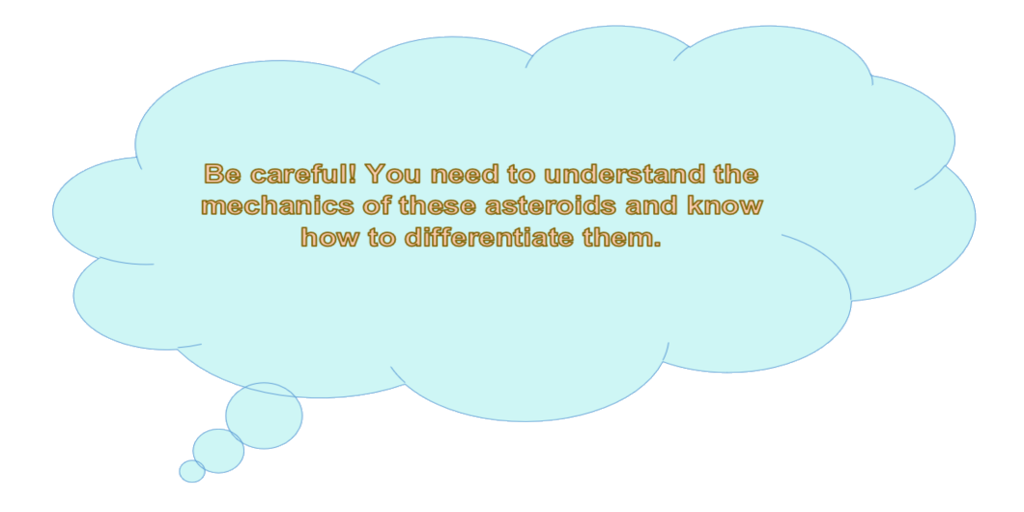 Be careful! You need to understand the
mechanics of these asteroids and know
how to differentiate them.